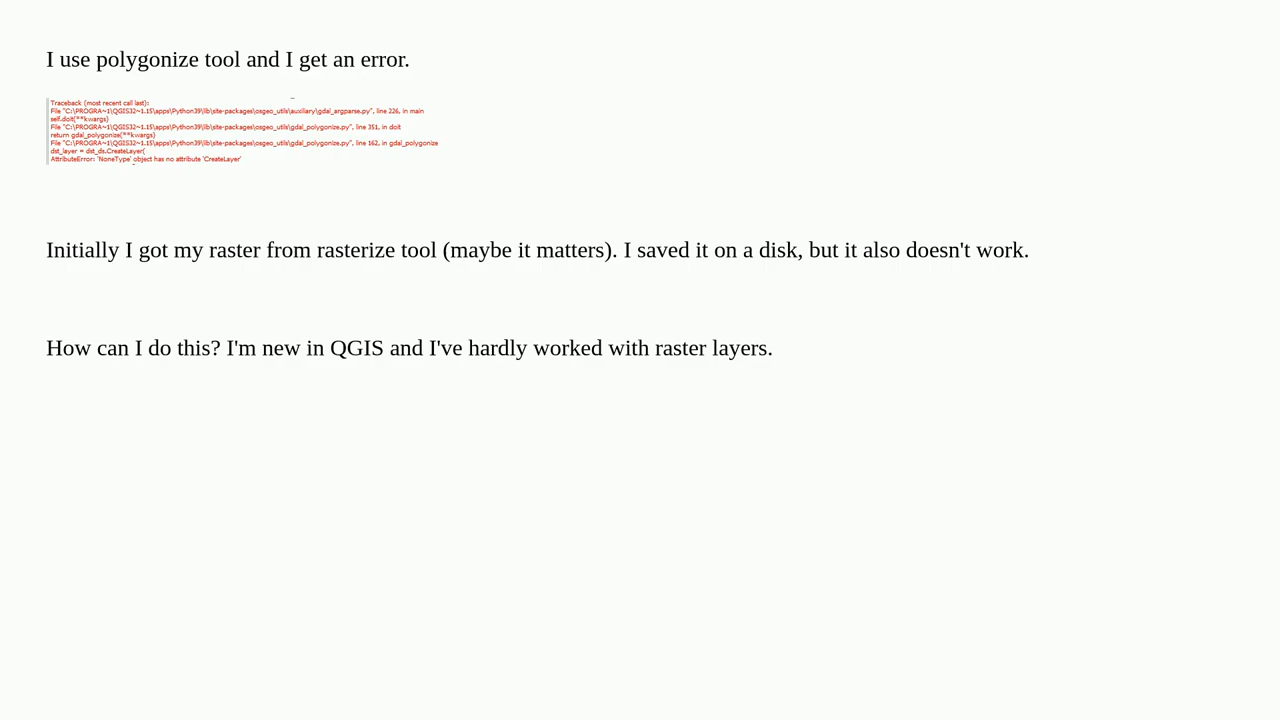 I use polygonize tool and I get an error.
Traceback (most recent call last):
File "C:\PROGRA~1\QGIS32~1.15\apps\Python39\lib\site-packages\osgeo_utils\auxiliary\gdal_argparse.py", line 226, in main
self.doit(**kwargs)
File "C:\PROGRA~1\QGIS32~1.15\apps\Python39\lib\site-packages\osgeo_utils\gdal_polygonize.py", line 351, in doit
return gdal_polygonize(**kwargs)
File "C:\PROGRA~1\QGIS32~1.15\apps\Python39\lib\site-packages\osgeo_utils\gdal_polygonize.py", line 162, in gdal_polygonize
dst_layer = dst_ds.CreateLayer(
AttributeError: 'NoneType' object has no attribute 'CreateLayer'
Initially I got my raster from rasterize tool (maybe it matters). I saved it on a disk, but it also doesn't work.
How can I do this? I'm new in QGIS and I've hardly worked with raster layers.